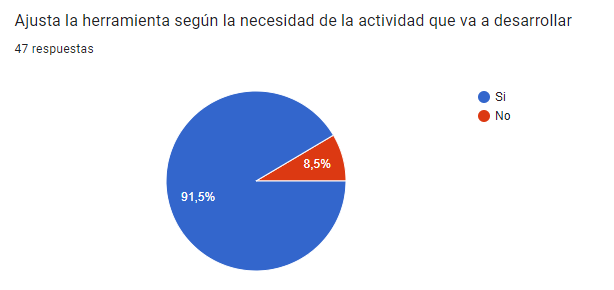 Ajusta la herramienta según la necesidad de la actividad que va a desarrollar
47 respuestas
Si
No
8,5%
91,5%